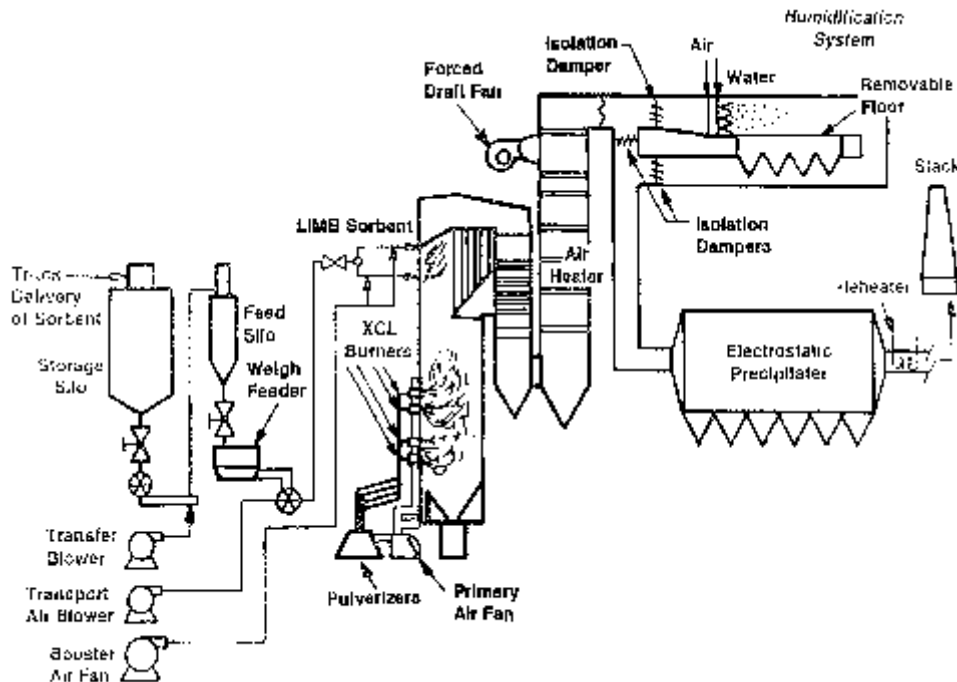 Humidification
System
Isolation
Damper
Air
Water
Removable
Floor
Forced
Draft Fan
Stack
LIMB Sorbent
Isolation
Dampers
Air
Heater
Truck
Delivery
of Sorbent
Feed
Silo
XCL
Burners
Reheater
Storage
Silo
Weigh
Feeder
Electrostatic
Precipitator
Transfer
Blower
Pulverizers
Primary
Air Fan
Transport
Air Blower
Booster
Air Fan